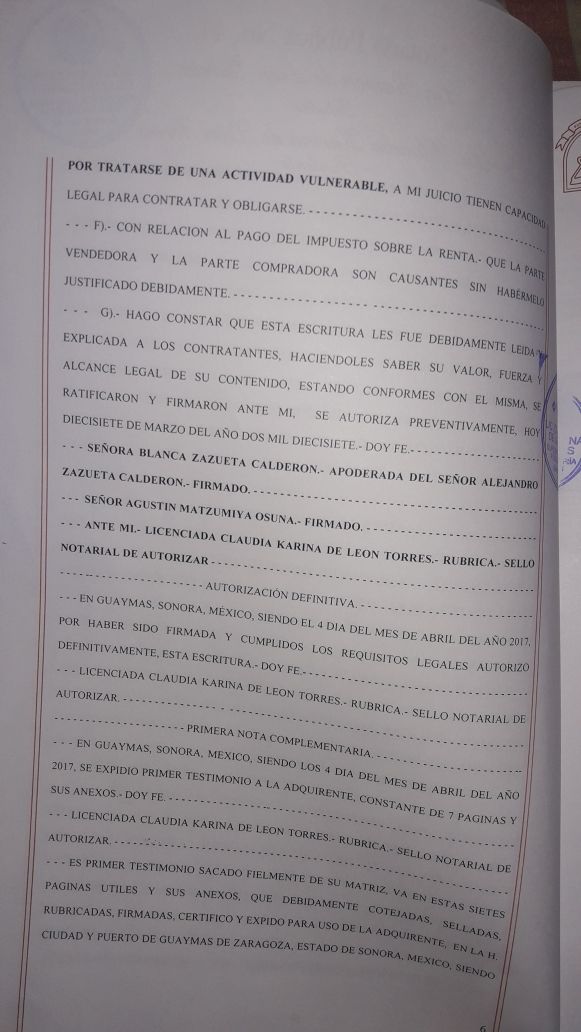 POR TRATARSE DE UNA ACTIVIDAD VULNERABLE, A MI JUICIO TIENEN CAPACIDAD
LEGAL PARA CONTRATAR Y OBLIGARSE. - - - - - - - - - - - - - - - - - - - - - - - - - - - - - -
- - - F).- CON RELACION AL PAGO DEL IMPUESTO SOBRE LA RENTA.- QUE LA PARTE
VENDEDORA Y LA PARTE COMPRADORA SON CAUSANTES SIN HABÉRMELO
JUSTIFICADO DEBIDAMENTE. - - - - - - - - - - - - - - - - - - - - - - - - - - - - - - - - - - - -
- - - G).- HAGO CONSTAR QUE ESTA ESCRITURA LES FUE DEBIDAMENTE LEIDA Y
EXPLICADA A LOS CONTRATANTES, HACIENDOLES SABER SU VALOR, FUERZA Y
ALCANCE LEGAL DE SU CONTENIDO, ESTANDO CONFORMES CON EL MISMA, SE
RATIFICARON Y FIRMARON ANTE MI, SE AUTORIZA PREVENTIVAMENTE, HOY
DIECISIETE DE MARZO DEL AÑO DOS MIL DIECISIETE.- DOY FE.- - - - - - - - - - - - - - -
- - - SEÑORA BLANCA ZAZUETA CALDERON.- APODERADA DEL SEÑOR ALEJANDRO
ZAZUETA CALDERON.- FIRMADO. - - - - - - - - - - - - - - - - - - - - - - - - - - - - - - - -
- - - SEÑOR AGUSTIN MATZUMIYA OSUNA.- FIRMADO. - - - - - - - - - - - - - - - - - - -
- - - ANTE MI.- LICENCIADA CLAUDIA KARINA DE LEON TORRES.- RUBRICA.- SELLO
NOTARIAL DE AUTORIZAR - - - - - - - - - - - - - - - - - - - - - - - - - - - - - - - - - - - -
- - - - - - - - - - - - - - - - - - AUTORIZACIÓN DEFINITIVA. - - - - - - - - - - - - - - - - - - - -
- - - EN GUAYMAS, SONORA, MÉXICO, SIENDO EL 4 DIA DEL MES DE ABRIL DEL AÑO 2017,
POR HABER SIDO FIRMADA Y CUMPLIDOS LOS REQUISITOS LEGALES AUTORIZO
DEFINITIVAMENTE, ESTA ESCRITURA.- DOY FE.- - - - - - - - - - - - - - - - - - - - - - - - -
- - - LICENCIADA CLAUDIA KARINA DE LEON TORRES.- RUBRICA.- SELLO NOTARIAL DE
AUTORIZAR. - - - - - - - - - - - - - - - - - - - - - - - - - - - - - - - - - - - - - - - - - - - -
- - - - - - - - - - - - - - - - PRIMERA NOTA COMPLEMENTARIA. - - - - - - - - - - - - - - - - -
- - - EN GUAYMAS, SONORA, MEXICO, SIENDO LOS 4 DIA DEL MES DE ABRIL DEL AÑO
2017, SE EXPIDIO PRIMER TESTIMONIO A LA ADQUIRENTE, CONSTANTE DE 7 PAGINAS Y
SUS ANEXOS.- DOY FE. - - - - - - - - - - - - - - - - - - - - - - - - - - - - - - - - - - - - - -
- - - LICENCIADA CLAUDIA KARINA DE LEON TORRES.- RUBRICA.- SELLO NOTARIAL DE
AUTORIZAR. - - - - - - - - - - - - - - - - - - - - - - - - - - - - - - - - - - - - - - - - - - - -
- - - ES PRIMER TESTIMONIO SACADO FIELMENTE DE SU MATRIZ, VA EN ESTAS SIETES
PAGINAS UTILES Y SUS ANEXOS, QUE DEBIDAMENTE COTEJADAS, SELLADAS,
RUBRICADAS, FIRMADAS, CERTIFICO Y EXPIDO PARA USO DE LA ADQUIRENTE, EN LA H.
CIUDAD Y PUERTO DE GUAYMAS DE ZARAGOZA, ESTADO DE SONORA, MEXICO, SIENDO
6